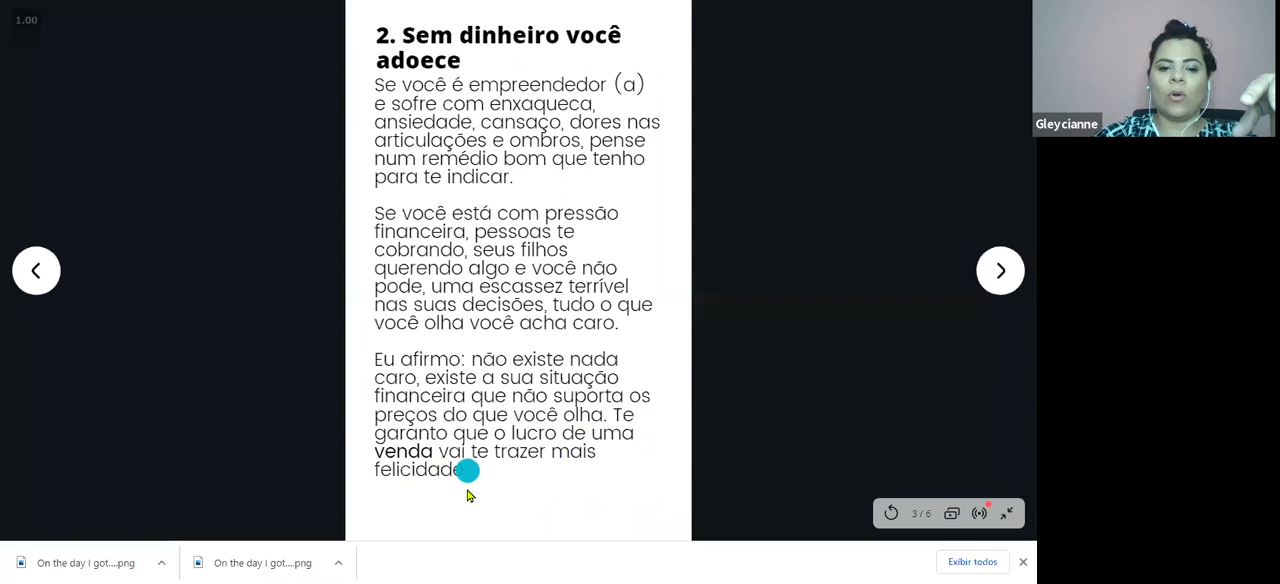 1.00
2. Sem dinheiro você
adoece
Se você é empreendedor (a)
e sofre com enxaqueca,
ansiedade, cansaço, dores nas
articulações e ombros, pense
num remédio bom que tenho
para te indicar.
Se você está com pressão
financeira, pessoas te
cobrando, seus filhos
querendo algo e você não
pode, uma escassez terrível
nas suas decisões, tudo o que
você olha você acha caro.
Eu afirmo: não existe nada
caro, existe a sua situação
financeira que não suporta os
preços do que você olha. Te
garanto que o lucro de uma
venda vai te trazer mais
felicidade
Gleycianne
3/6
On the day I got....png
On the day I got....png
Exibir todos